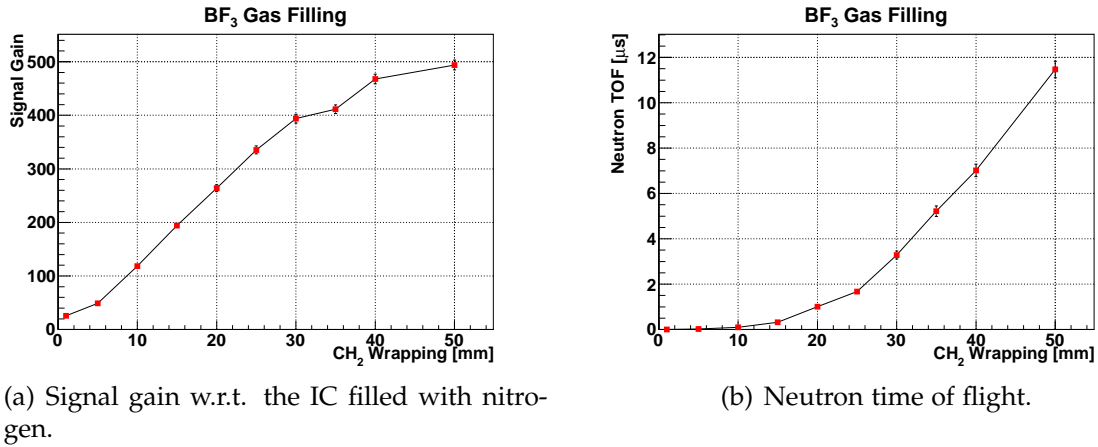 BF3 Gas Filling
Signal Gain
500
400
300
200
100
0
0 10 20 30 40 50
CH2 Wrapping [mm]
(a) Signal gain w.r.t. the IC filled with nitro-
gen.
BF3 Gas Filling
Neutron TOF [μs]
12
10
8
6
4
2
0
0 10 20 30 40 50
CH2 Wrapping [mm]
(b) Neutron time of flight.